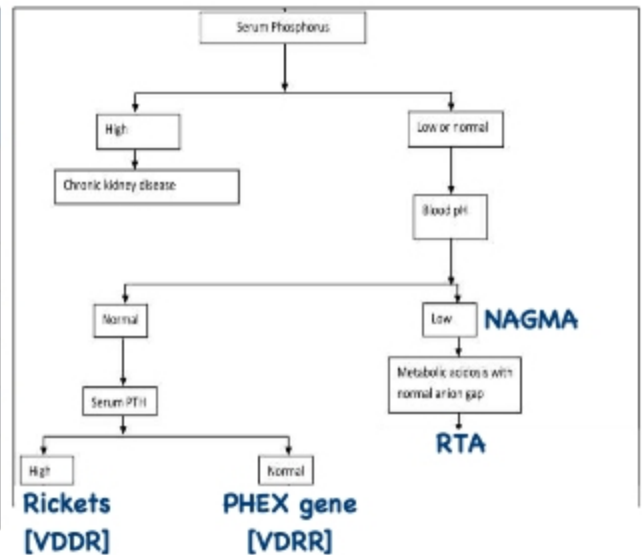 Serum Phosphorus
High
Low or normal
Chronic kidney disease
Blood pH
Normal
Low
NAGMA
Metabolic acidosis with
normal anion gap
Serum PTH
RTA
High
Normal
Rickets
PHEX gene
[VDDR]
[VDRR]